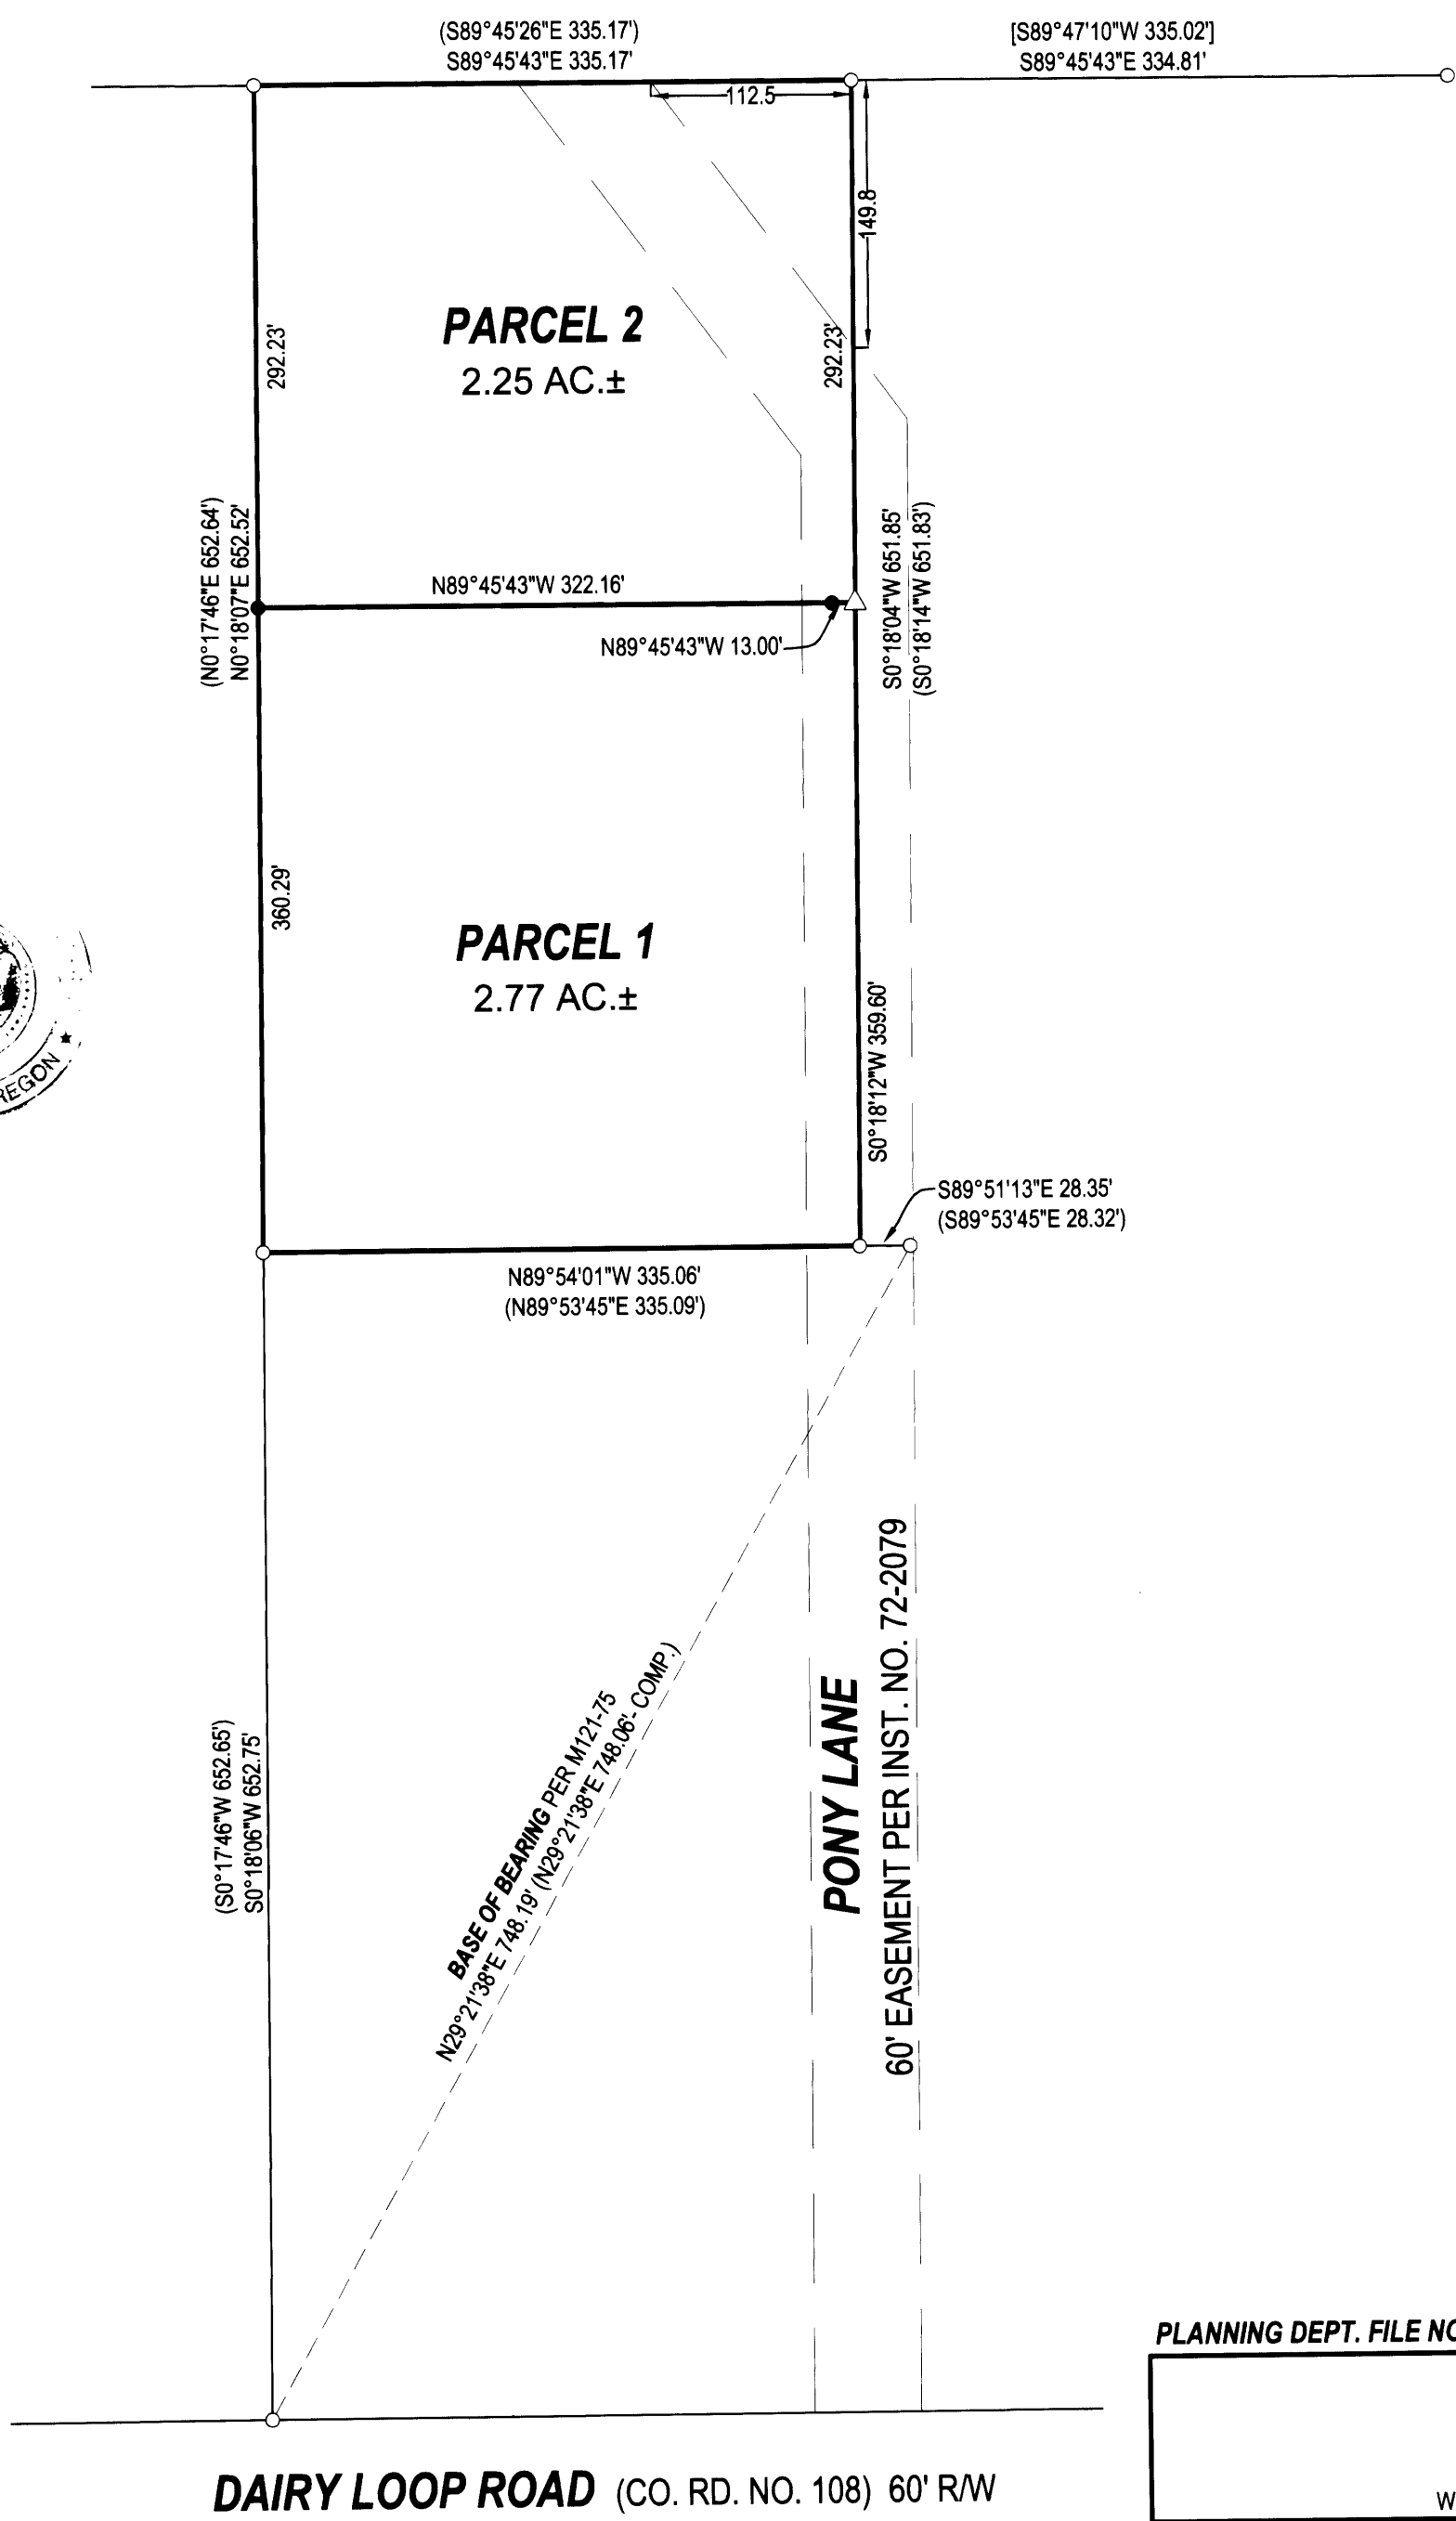 (S89°45'26"E 335.17')
S89°45'43"E 335.17'
[S89°47'10"W 335.02']
S89°45'43"E 334.81'
112.5
149.8
PARCEL 2
2.25 AC.±
292.23'
292.23'
(N0°17'46"E 652.64')
N0°18'07"E 652.52'
S0°18'04"W 651.85'
(S0°18'14"W 651.83')
N89°45'43"W 322.16'
N89°45'43"W 13.00'
360.29'
PARCEL 1
2.77 AC.±
S0°18'12"W 359.60'
REGON ★
S89°51'13"E 28.35'
(S89°53'45"E 28.32')
N89°54'01"W 335.06'
(N89°53'45"E 335.09')
(S0°17'46"W 652.65')
S0°18'06"W 652.75'
BASE OF BEARING PER M121-75
N29°21'38"E 748.19' (N29°21'38"E 748.06'- COMP.)
PONY LANE
60' EASEMENT PER INST. NO. 72-2079
PLANNING DEPT. FILE NO
W
DAIRY LOOP ROAD (CO. RD. NO. 108) 60' R/W